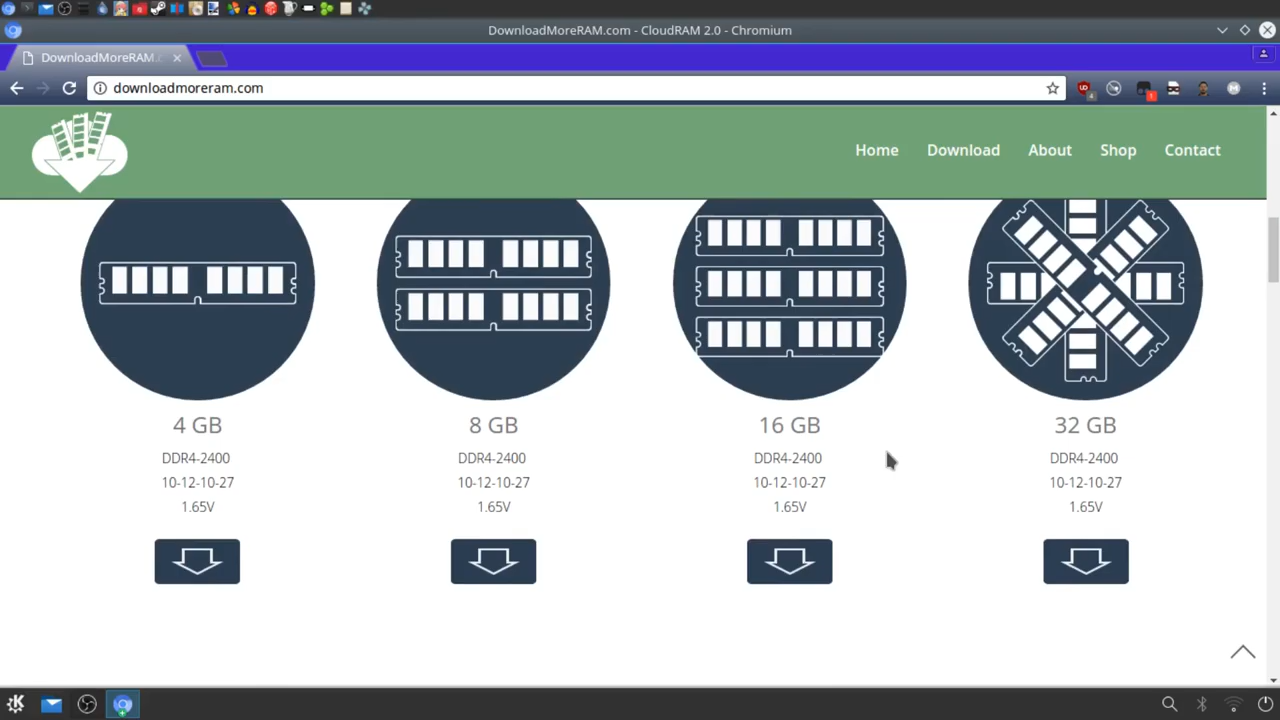 DownloadMoreRAM.com - CloudRAM 2.0 - Chromium
DownloadMoreRAM.c
downloadmoreram.com
Home Download About Shop Contact
4 GB 8 GB 16 GB 32 GB
DDR4-2400 DDR4-2400 DDR4-2400 DDR4-2400
10-12-10-27 10-12-10-27 10-12-10-27 10-12-10-27
1.65V 1.65V 1.65V 1.65V